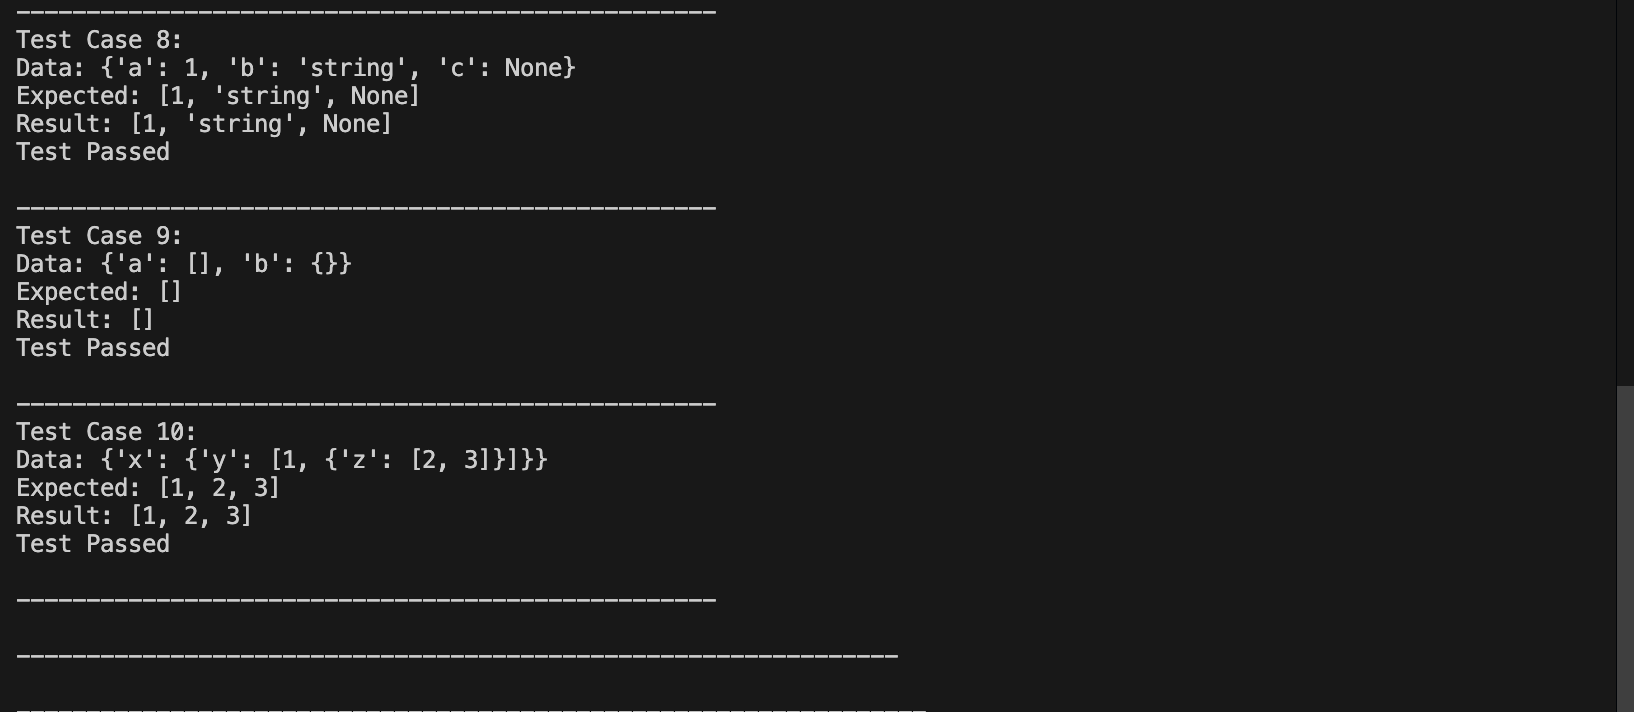 --------------------------------------------------
Test Case 8:
Data: {'a': 1, 'b': 'string', 'c': None}
Expected: [1, 'string', None]
Result: [1, 'string', None]
Test Passed
--------------------------------------------------
Test Case 9:
Data: {'a': [], 'b': {}}
Expected: []
Result: []
Test Passed
--------------------------------------------------
Test Case 10:
Data: {'x': {'y': [1, {'z': [2, 3]}]}}
Expected: [1, 2, 3]
Result: [1, 2, 3]
Test Passed
--------------------------------------------------
---------------------------------------------------------------
-----------------------------------------------------------------